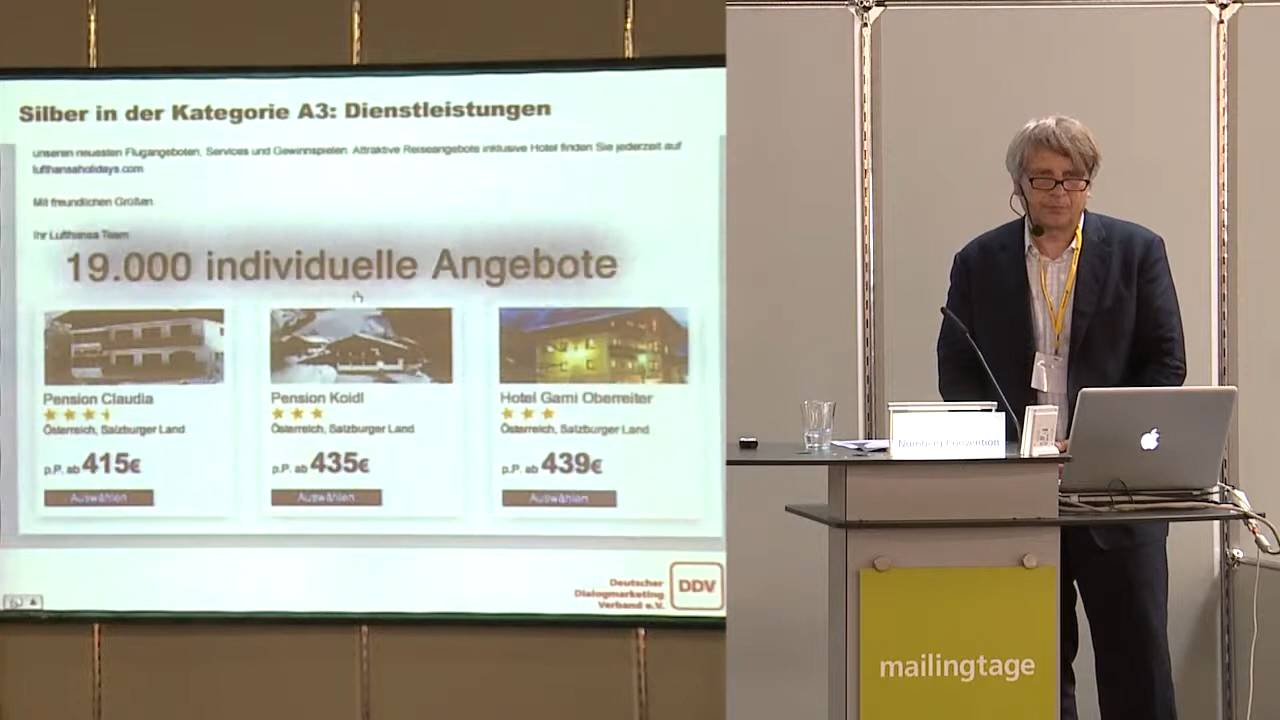 Silber in der Kategorie A3: Dienstleistungen
unseren neuesten Flugangeboten, Services und Gewinnspielen. Attraktive Reiseangebote inklusive Hotel finden Sie jederzeit auf
lufthansaholidays.com
Mit freundlichen Grüßen
Ihr Lufthansa Team
19.000 individuelle Angebote
Pension Claudia
Österreich, Salzburger Land
p.P. ab 415€
Auswählen
Pension Koidl
Österreich, Salzburger Land
p.P. ab 435€
Auswählen
Hotel Garni Oberreiter
Österreich, Salzburger Land
p.P. ab 439€
Auswählen
Deutscher
Dialogmarketing
Verband e.V.
DDV
Nürnberg Convention
mailingtage